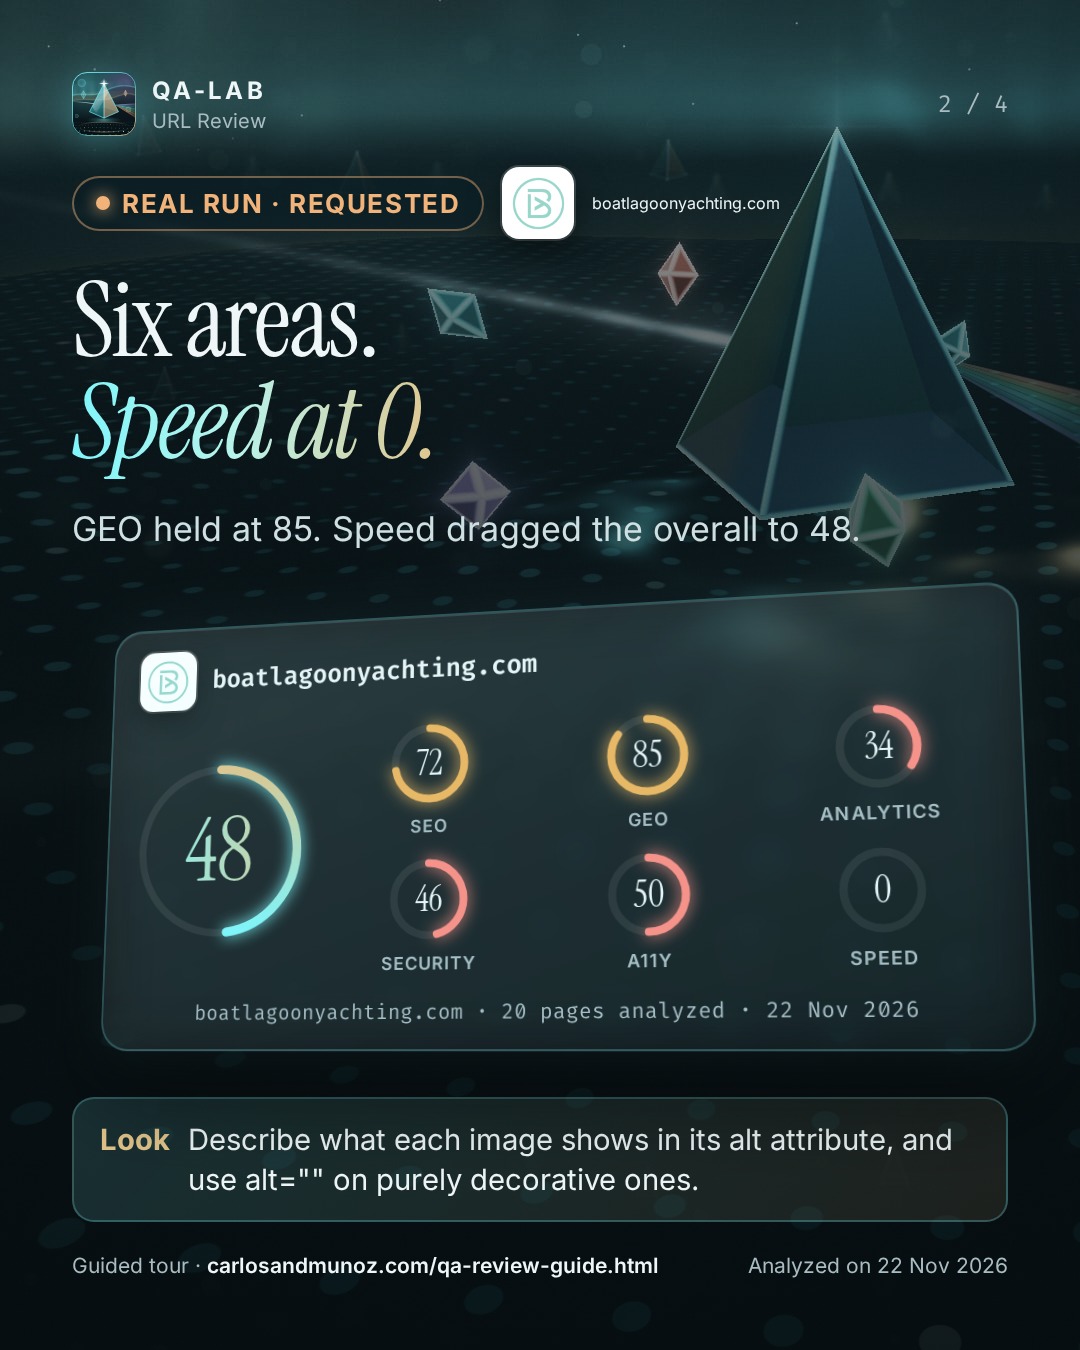 QA-LAB
URL Review
2 / 4
REAL RUN · REQUESTED
boatlagoonyachting.com
Six areas.
Speed at 0.
GEO held at 85. Speed dragged the overall to 48.
boatlagoonyachting.com
48
72
SEO
85
GEO
34
ANALYTICS
46
SECURITY
50
A11Y
0
SPEED
boatlagoonyachting.com · 20 pages analyzed · 22 Nov 2026
Look Describe what each image shows in its alt attribute, and
use alt="" on purely decorative ones.
Guided tour · carlosandmunoz.com/qa-review-guide.html
Analyzed on 22 Nov 2026